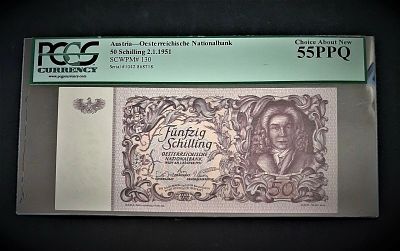 PCGS
CURRENCY
Austria—Oesterreichische Nationalbank
50 Schilling 2.1.1951
SCWPM# 130
Choice About New
55PPQ
Fünfzig
Schilling
OESTERREICHISCHE
NATIONALBANK
50